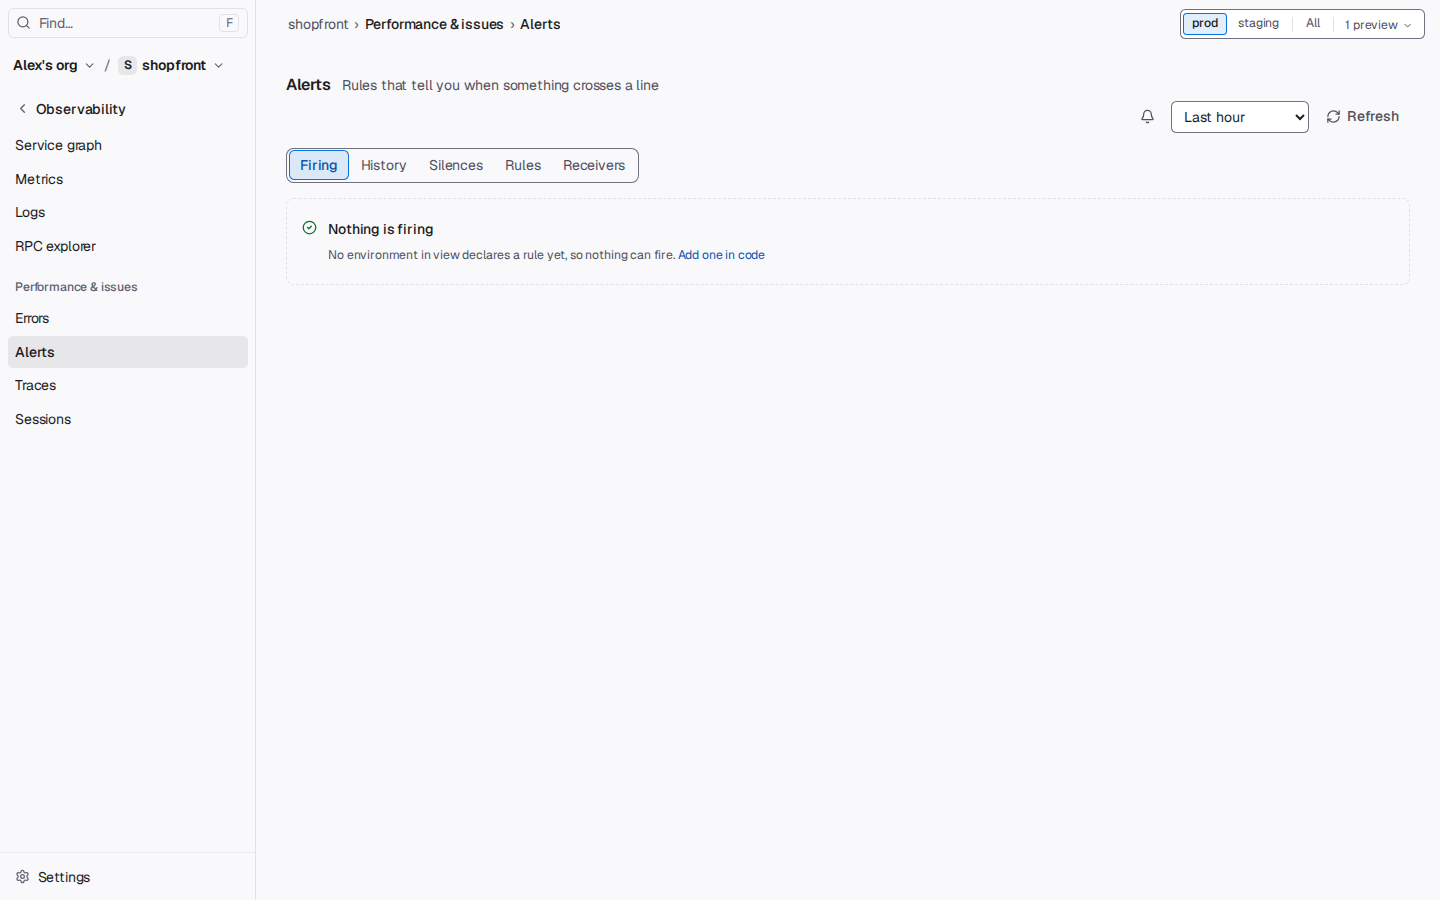 Find...
F
Alex's org
/
S
shopfront
Observability
Service graph
Metrics
Logs
RPC explorer
Performance & issues
Errors
Alerts
Traces
Sessions
Settings
shopfront › Performance & issues › Alerts
prod
staging
All
1 preview
Alerts
Rules that tell you when something crosses a line
Last hour
Refresh
Firing
History
Silences
Rules
Receivers
Nothing is firing
No environment in view declares a rule yet, so nothing can fire. Add one in code